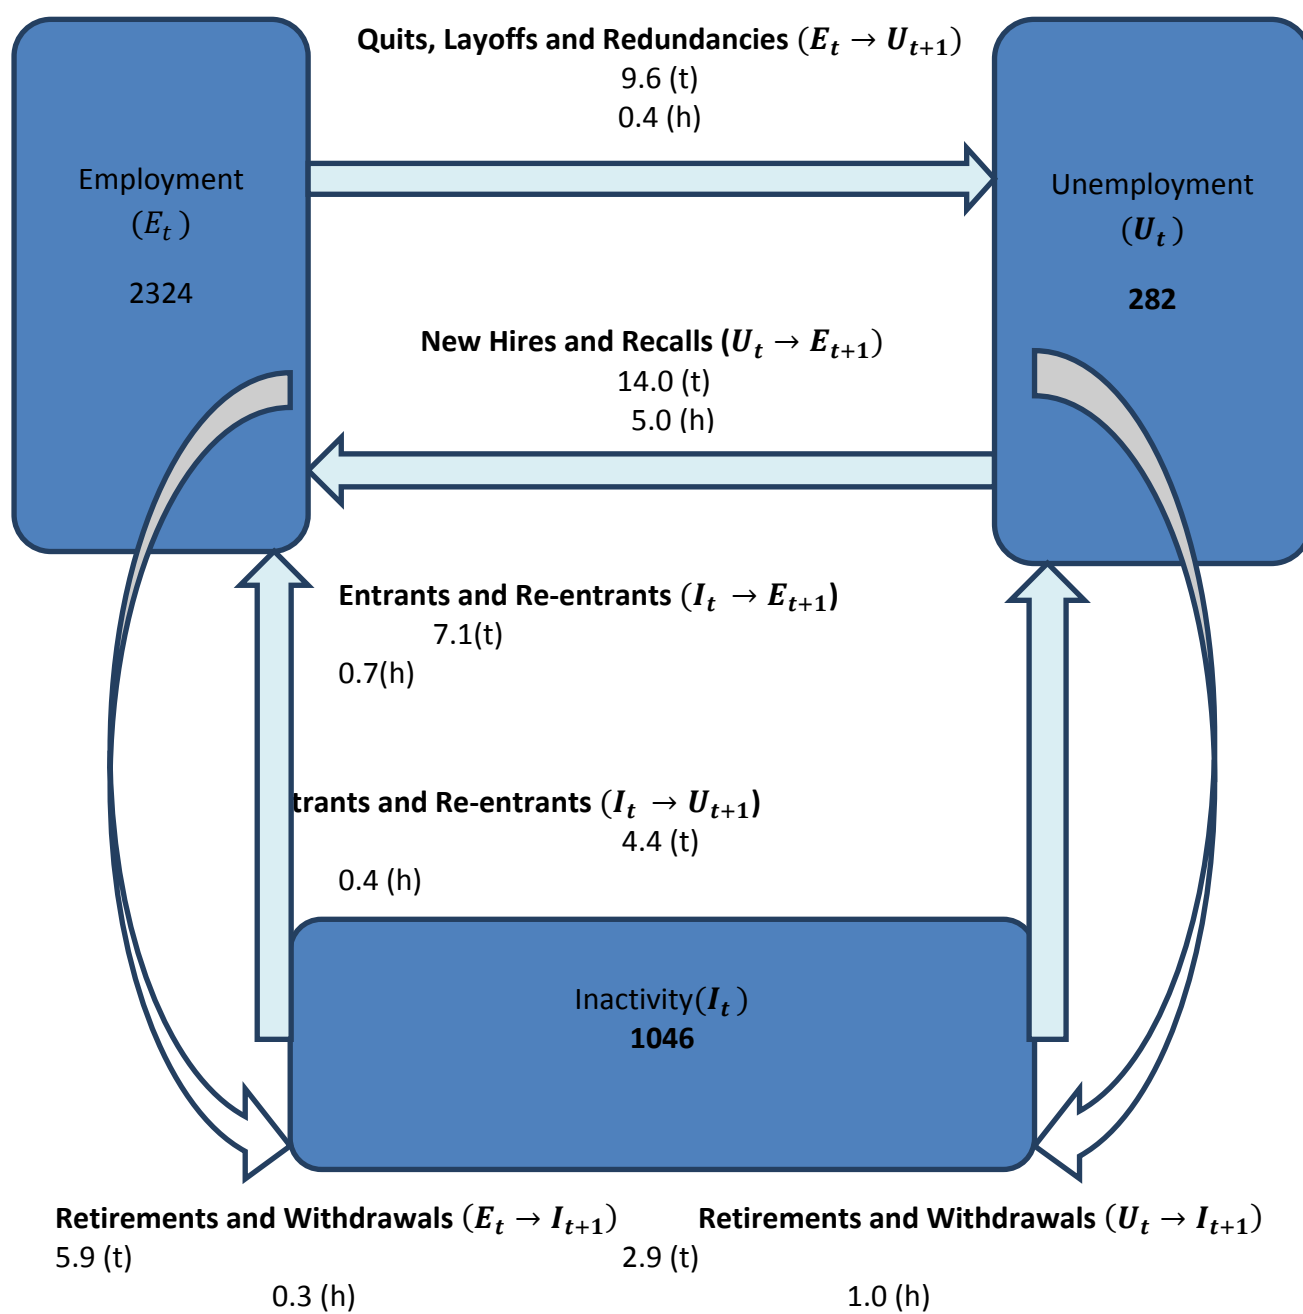 Quits, Layoffs and Redundancies (E_t → U_{t+1})
9.6 (t)
0.4 (h)
Employment
(E_t)
2324
Unemployment
(U_t)
282
New Hires and Recalls (U_t → E_{t+1})
14.0 (t)
5.0 (h)
Entrants and Re-entrants (I_t → E_{t+1})
7.1(t)
0.7(h)
trants and Re-entrants (I_t → U_{t+1})
4.4 (t)
0.4 (h)
Inactivity(I_t)
1046
Retirements and Withdrawals (E_t → I_{t+1})
5.9 (t)
0.3 (h)
Retirements and Withdrawals (U_t → I_{t+1})
2.9 (t)
1.0 (h)